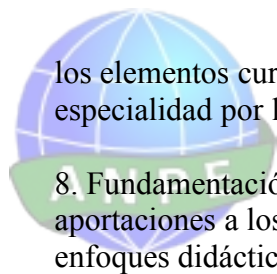 los elementos cur
especialidad por l
8. Fundamentació
aportaciones a los
enfoques didáctic
ANPE